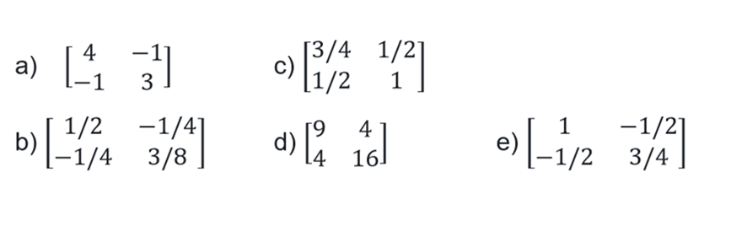 a) [4 −1] c) [3/4 1/2]
[−1 3] [1/2 1]
b) [1/2 −1/4] d) [9 4] e) [1 −1/2]
[−1/4 3/8] [4 16] [−1/2 3/4]